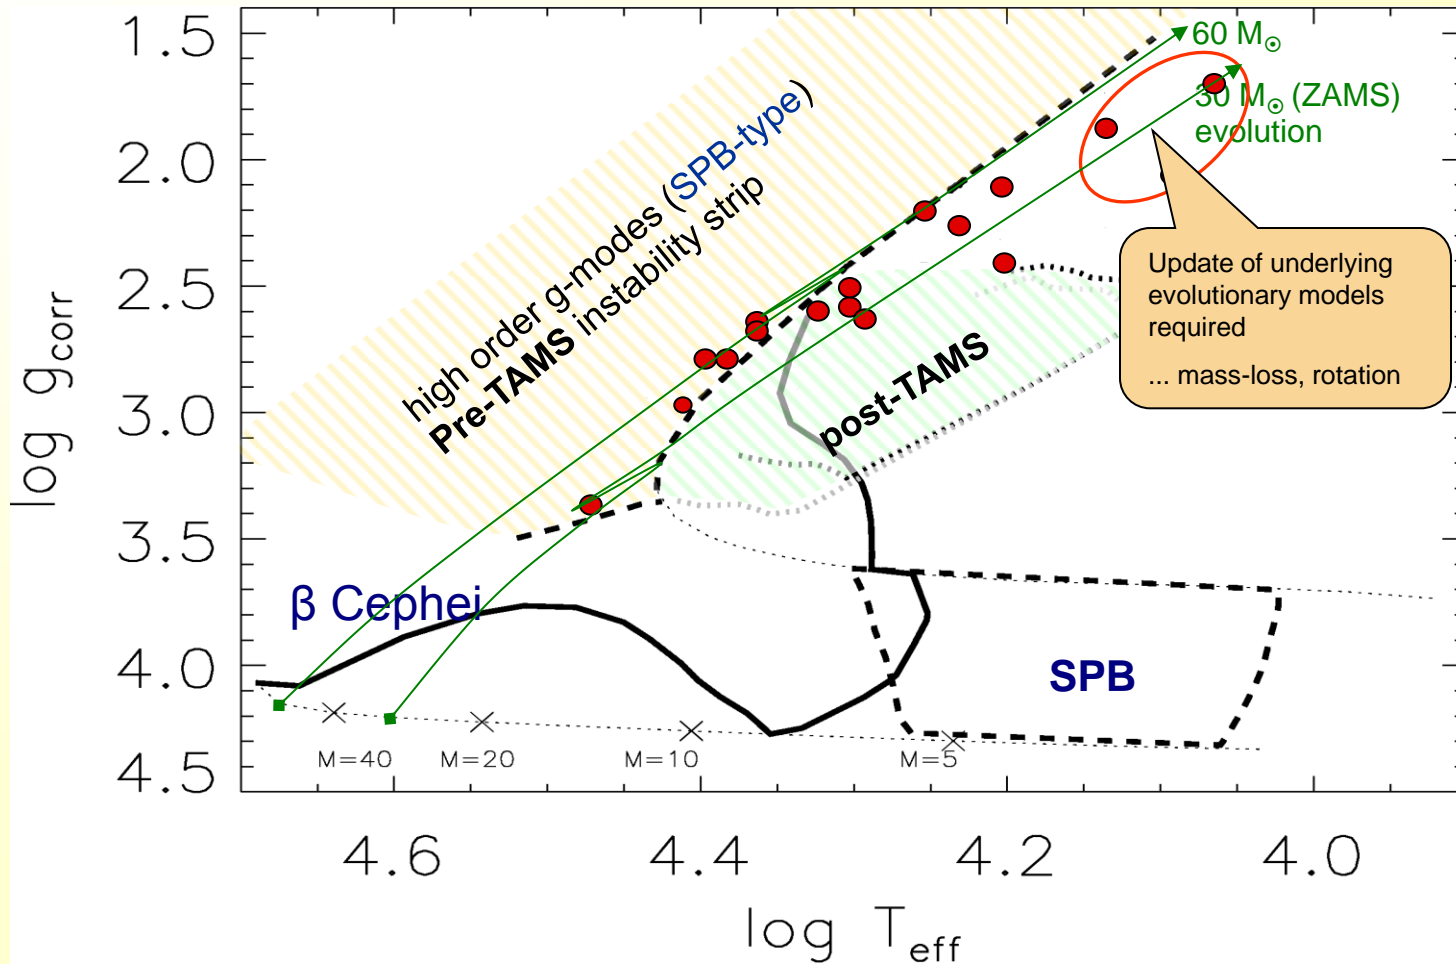 1.5
2.0
2.5
3.0
3.5
4.0
4.5
log g_corr
60 M☉
30 M☉ (ZAMS)
evolution
high order g-modes (SPB-type)
Pre-TAMS instability strip
post-TAMS
Update of underlying
evolutionary models
required
... mass-loss, rotation
β Cephei
SPB
M=40
M=20
M=10
M=5
4.6
4.4
4.2
4.0
log T_eff